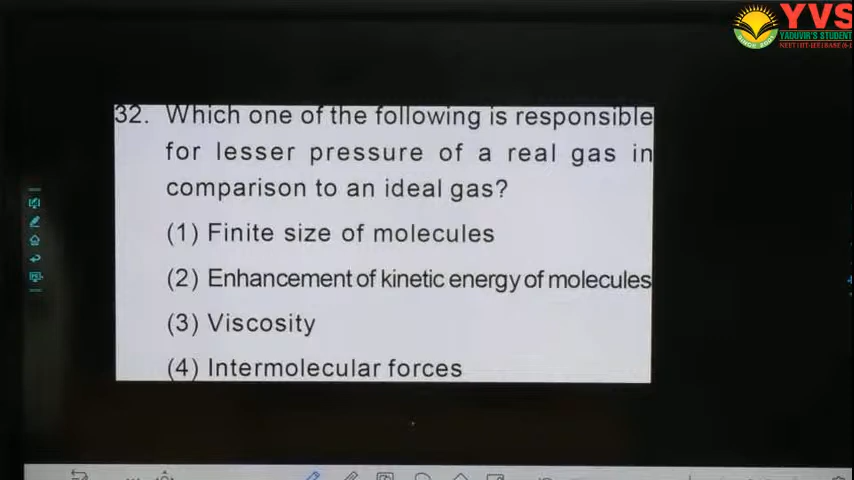 YVS
YADUVIR'S STUDENT
32. Which one of the following is responsible
for lesser pressure of a real gas in
comparison to an ideal gas?
(1) Finite size of molecules
(2) Enhancement of kinetic energy of molecules
(3) Viscosity
(4) Intermolecular forces